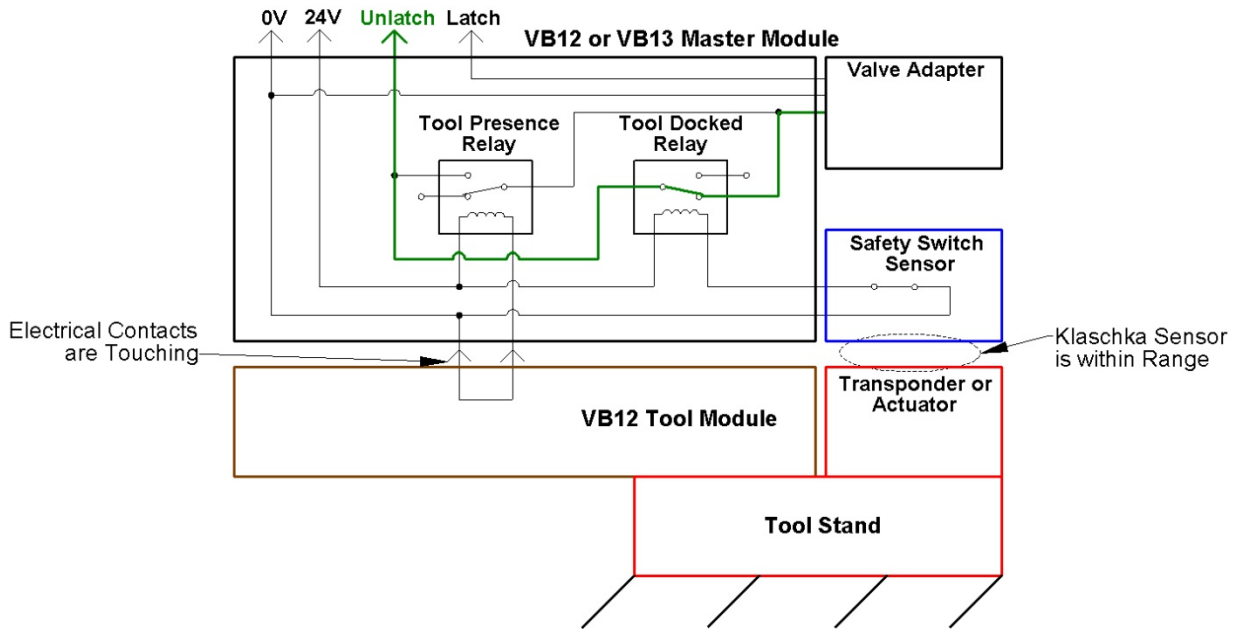 0V 24V Unlatch Latch
VB12 or VB13 Master Module
Valve Adapter
Tool Presence
Relay
Tool Docked
Relay
Safety Switch
Sensor
Electrical Contacts
are Touching
Klaschka Sensor
is within Range
Transponder or
Actuator
VB12 Tool Module
Tool Stand